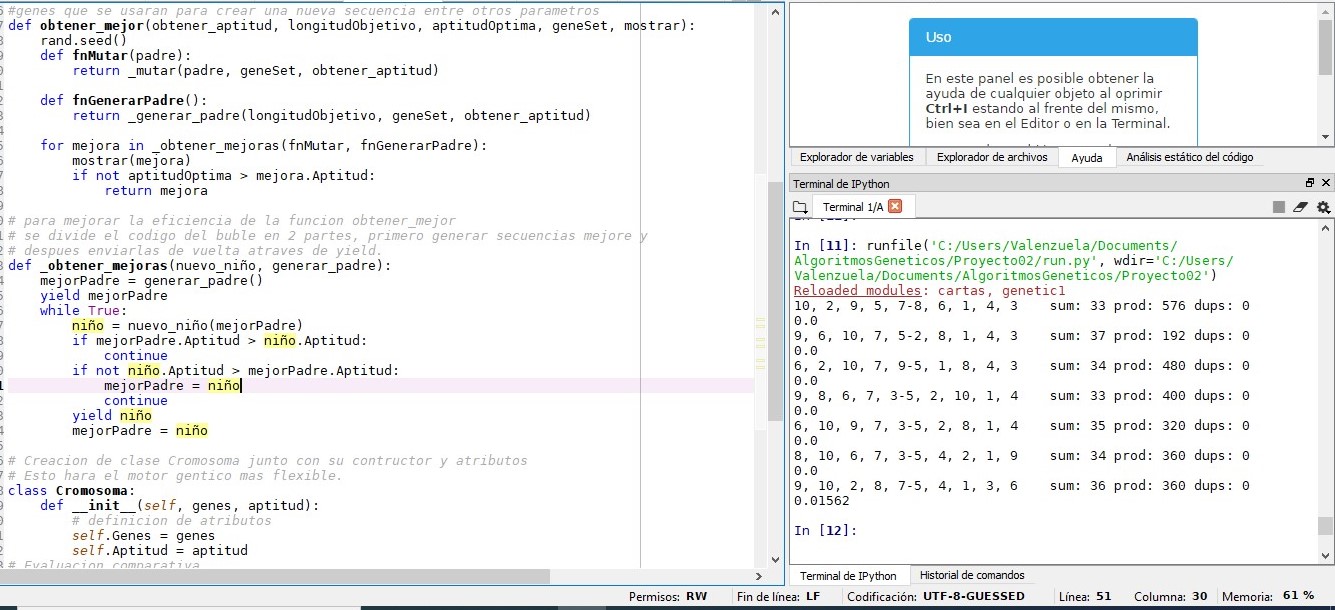 #genes que se usaran para crear una nueva secuencia entre otros parametros
def obtener_mejor(obtener_aptitud, longitudObjetivo, aptitudOptima, geneSet, mostrar):
    rand.seed()
    def fnMutar(padre):
        return _mutar(padre, geneSet, obtener_aptitud)
    def fnGenerarPadre():
        return _generar_padre(longitudObjetivo, geneSet, obtener_aptitud)
    for mejora in _obtener_mejoras(fnMutar, fnGenerarPadre):
        mostrar(mejora)
        if not aptitudOptima > mejora.Aptitud:
            return mejora
# para mejorar la eficiencia de la funcion obtener_mejor
# se divide el codigo del buble en 2 partes, primero generar secuencias mejore y
# despues enviarlas de vuelta atraves de yield.
def _obtener_mejoras(nuevo_niño, generar_padre):
    mejorPadre = generar_padre()
    yield mejorPadre
    while True:
        niño = nuevo_niño(mejorPadre)
        if mejorPadre.Aptitud > niño.Aptitud:
            continue
        if not niño.Aptitud > mejorPadre.Aptitud:
            mejorPadre = niño
            continue
        yield niño
        mejorPadre = niño
# Creacion de clase Cromosoma junto con su contructor y atributos
# Esto hara el motor gentico mas flexible.
class Cromosoma:
    def __init__(self, genes, aptitud):
        # definicion de atributos
        self.Genes = genes
        self.Aptitud = aptitud
# Evaluacion comparativa
Uso
En este panel es posible obtener la
ayuda de cualquier objeto al oprimir
Ctrl+I estando al frente del mismo,
bien sea en el Editor o en la Terminal.
Explorador de variables Explorador de archivos Ayuda Análisis estático del código
Terminal de IPython
Terminal 1/A
In [11]: runfile('C:/Users/Valenzuela/Documents/
AlgoritmosGeneticos/Proyecto02/run.py', wdir='C:/Users/
Valenzuela/Documents/AlgoritmosGeneticos/Proyecto02')
Reloaded modules: cartas, genetic1
10, 2, 9, 5, 7-8, 6, 1, 4, 3    sum: 33 prod: 576 dups: 0
0.0
9, 6, 10, 7, 5-2, 8, 1, 4, 3    sum: 37 prod: 192 dups: 0
0.0
6, 2, 10, 7, 9-5, 1, 8, 4, 3    sum: 34 prod: 480 dups: 0
0.0
9, 8, 6, 7, 3-5, 2, 10, 1, 4    sum: 33 prod: 400 dups: 0
0.0
6, 10, 9, 7, 3-5, 2, 8, 1, 4    sum: 35 prod: 320 dups: 0
0.0
8, 10, 6, 7, 3-5, 4, 2, 1, 9    sum: 34 prod: 360 dups: 0
0.0
9, 10, 2, 8, 7-5, 4, 1, 3, 6    sum: 36 prod: 360 dups: 0
0.01562
In [12]:
Terminal de IPython Historial de comandos
Permisos: RW Fin de línea: LF Codificación: UTF-8-GUESSED Línea: 51 Columna: 30 Memoria: 61 %